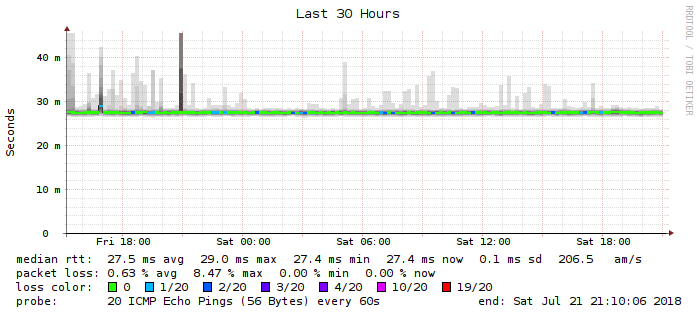 Last 30 Hours
RRDTOOL / TOBI OETIKER
Seconds
40 m
30 m
20 m
10 m
0
Fri 18:00 Sat 00:00 Sat 06:00 Sat 12:00 Sat 18:00
median rtt: 27.5 ms avg 29.0 ms max 27.4 ms min 27.4 ms now 0.1 ms sd 206.5 am/s
packet loss: 0.63 % avg 8.47 % max 0.00 % min 0.00 % now
loss color: 0 1/20 2/20 3/20 4/20 10/20 19/20
probe: 20 ICMP Echo Pings (56 Bytes) every 60s end: Sat Jul 21 21:10:06 2018